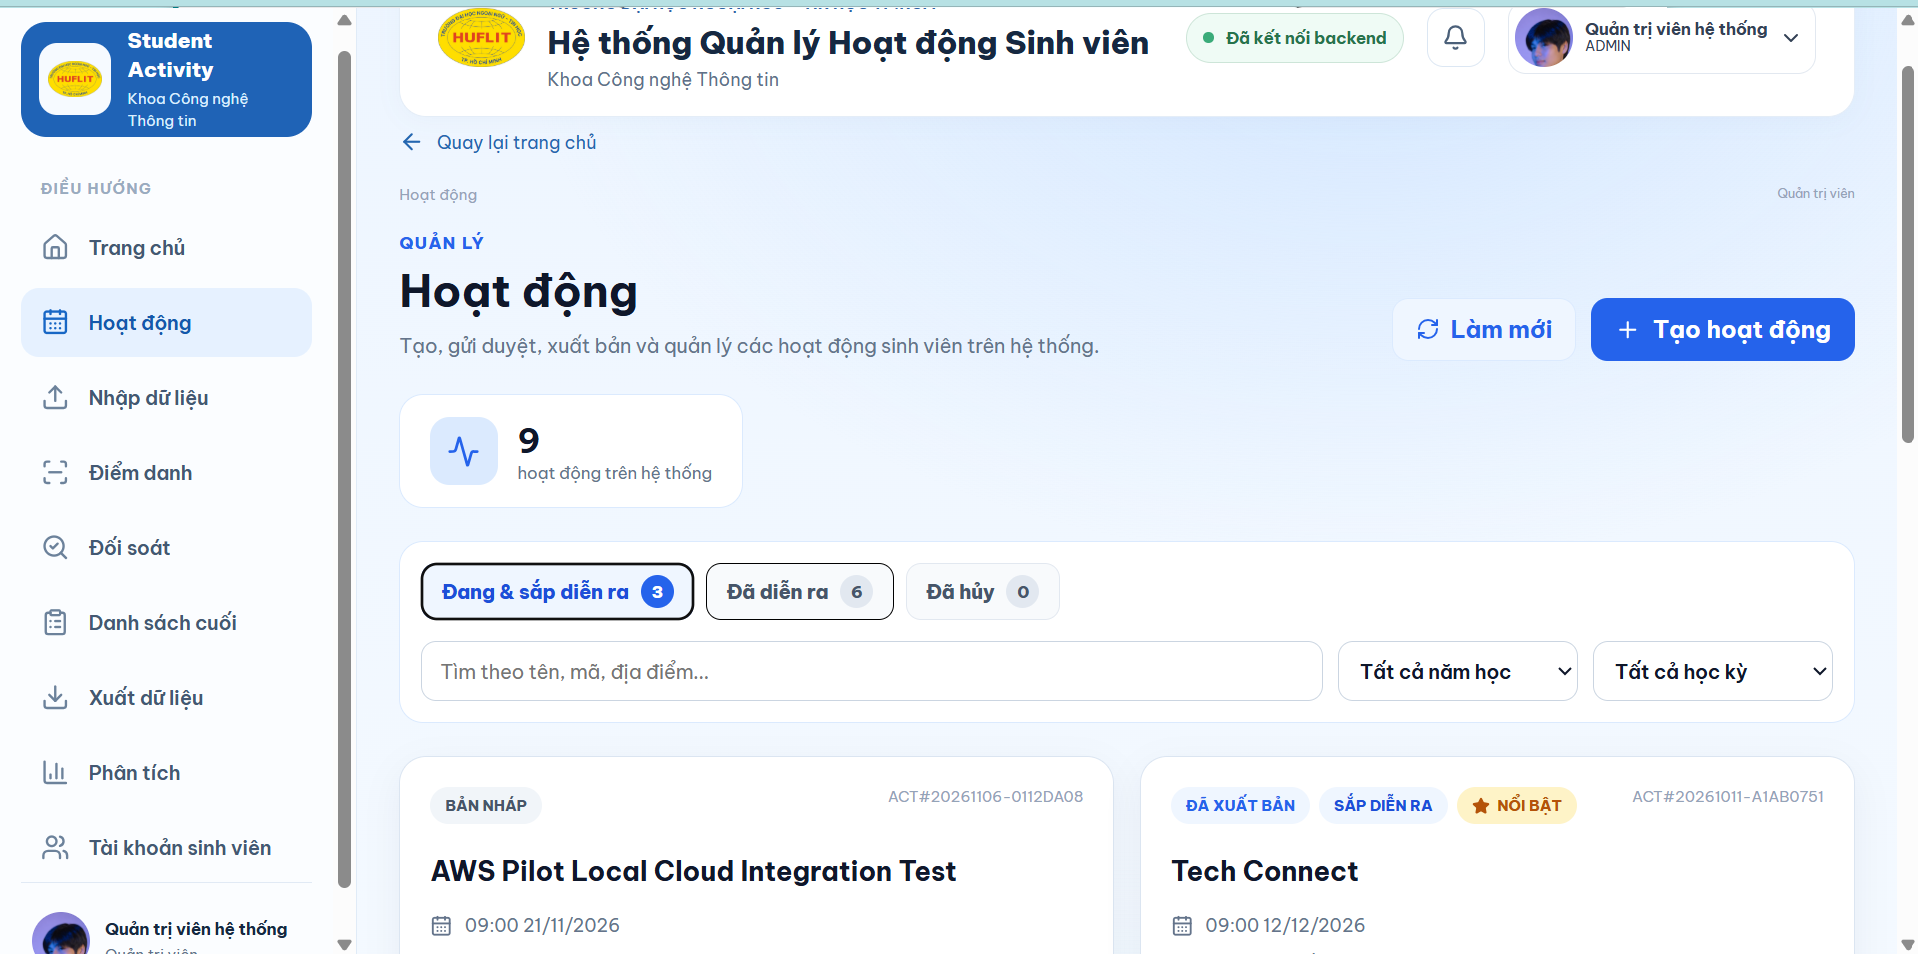 Student
Activity
Khoa Công nghệ
Thông tin
ĐIỀU HƯỚNG
Trang chủ
Hoạt động
Nhập dữ liệu
Điểm danh
Đối soát
Danh sách cuối
Xuất dữ liệu
Phân tích
Tài khoản sinh viên
Quản trị viên hệ thống
HUFLIT
Hệ thống Quản lý Hoạt động Sinh viên
Khoa Công nghệ Thông tin
Đã kết nối backend
Quản trị viên hệ thống
ADMIN
Quay lại trang chủ
Hoạt động
Quản trị viên
QUẢN LÝ
Hoạt động
Tạo, gửi duyệt, xuất bản và quản lý các hoạt động sinh viên trên hệ thống.
Làm mới
Tạo hoạt động
9
hoạt động trên hệ thống
Đang & sắp diễn ra 3
Đã diễn ra 6
Đã hủy 0
Tìm theo tên, mã, địa điểm...
Tất cả năm học
Tất cả học kỳ
BẢN NHÁP
ACT#20261106-0112DA08
AWS Pilot Local Cloud Integration Test
09:00 21/11/2026
ĐÃ XUẤT BẢN
SẮP DIỄN RA
NỔI BẬT
ACT#20261011-A1AB0751
Tech Connect
09:00 12/12/2026